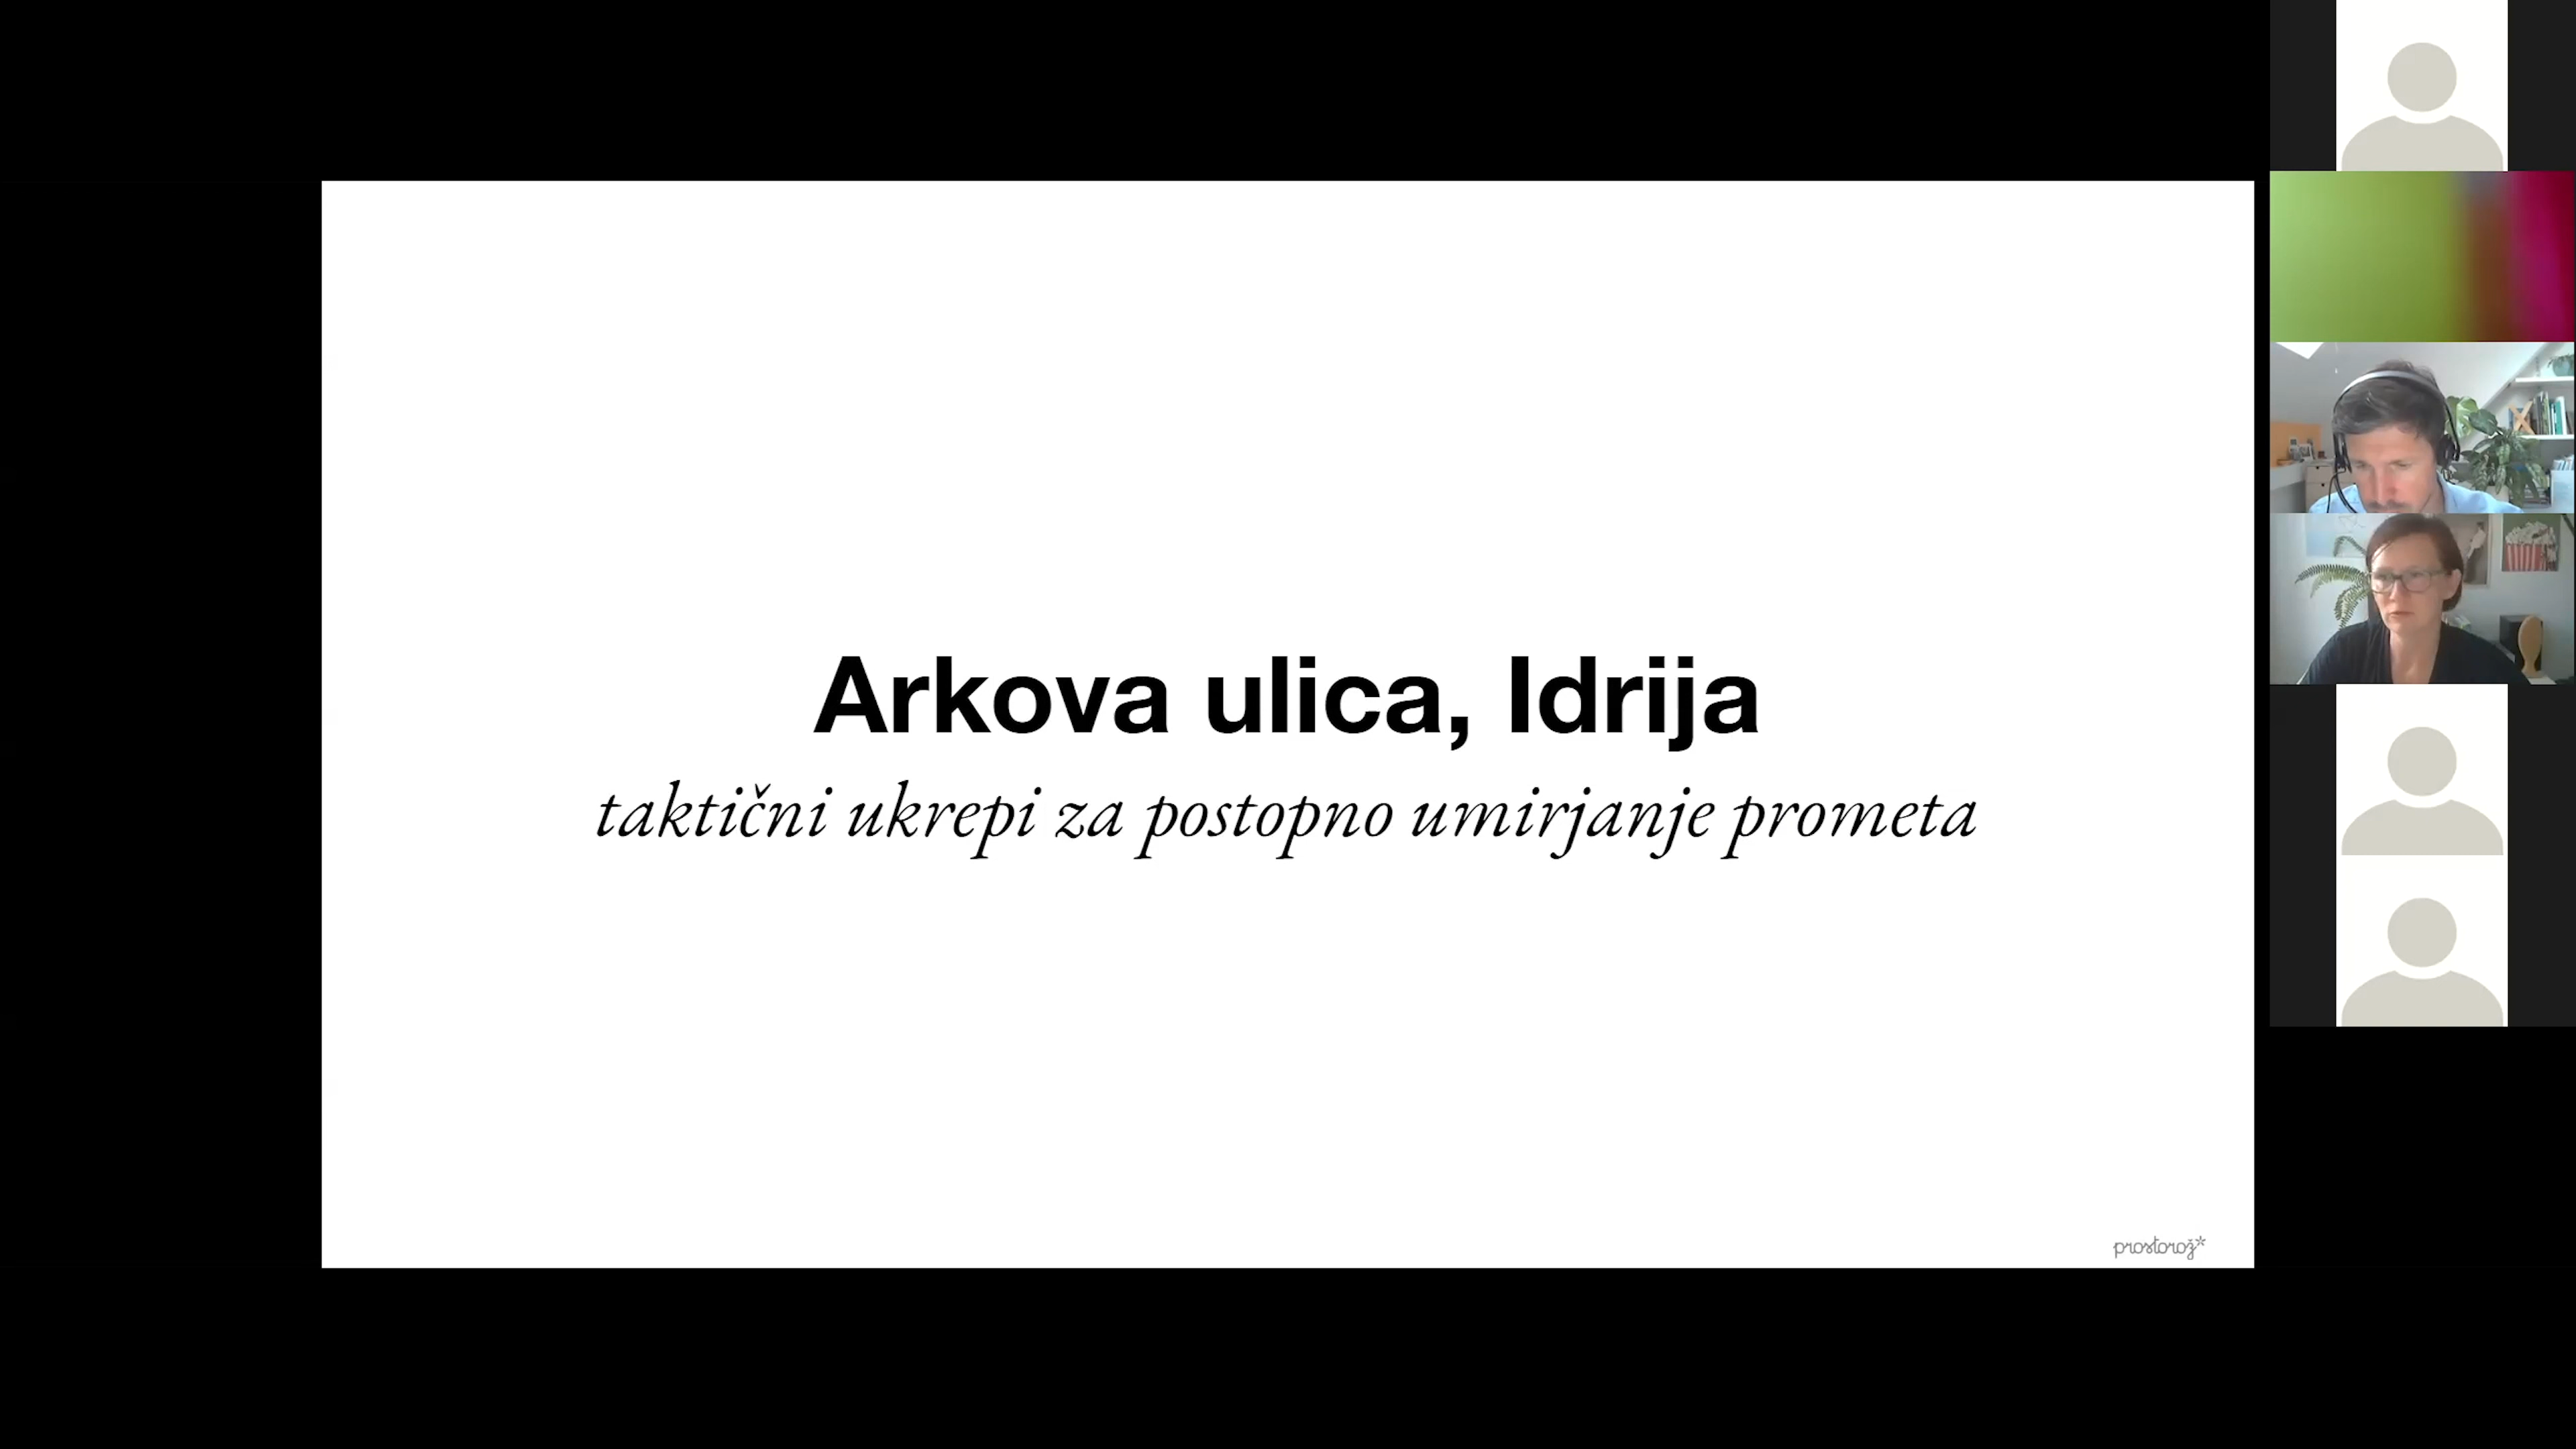 Arkova ulica, Idrija
taktični ukrepi za postopno umirjanje prometa
prostorož*